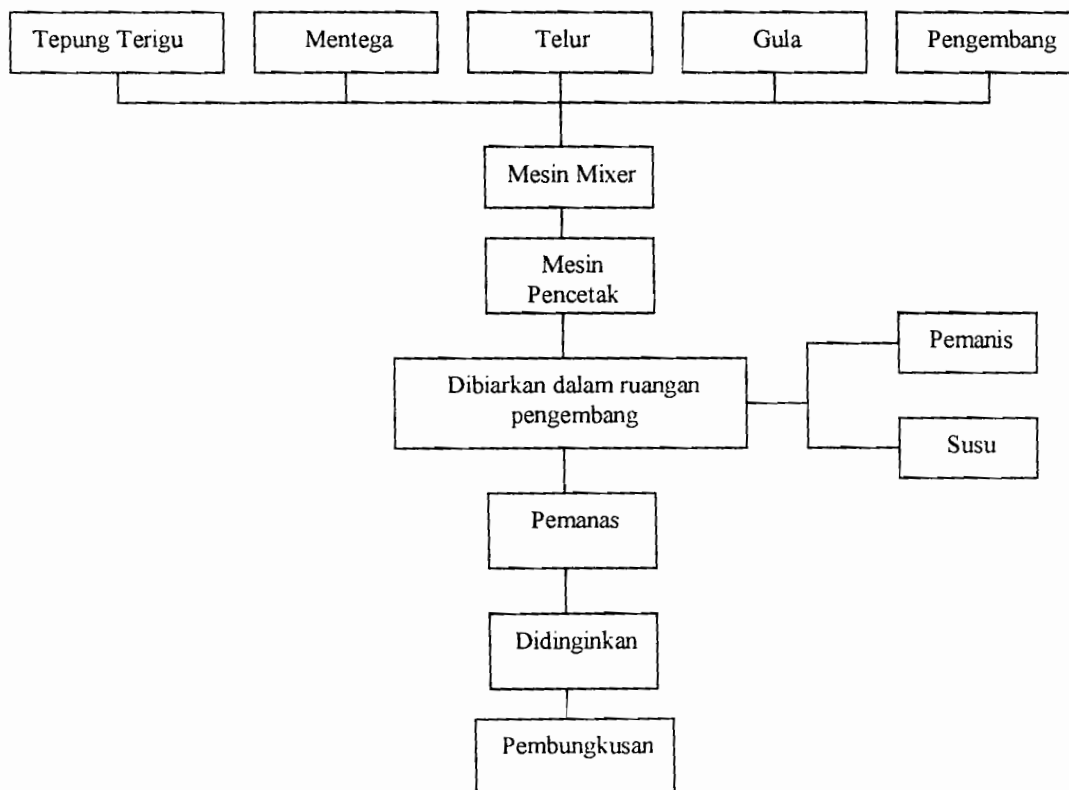 Tepung Terigu
Mentega
Telur
Gula
Pengembang
Mesin Mixer
Mesin
Pencetak
Pemanis
Dibiarkan dalam ruangan
pengembang
Susu
Pemanas
Didinginkan
Pembungkusan